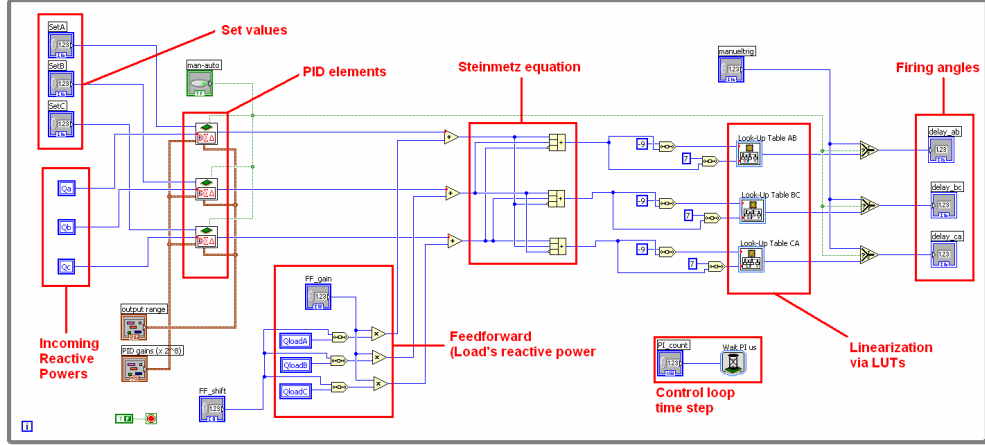 SetA
Set values
SetB
SetC
man-auto
PID elements
Steinmetz equation
manueltrig
Firing angles
-9
7
Look-Up Table AB
delay_ab
-9
7
Look-Up Table BC
delay_bc
-9
7
Look-Up Table CA
delay_ca
Qa
Qb
Qc
Incoming
Reactive
Powers
output range
PID gains (x 2^8)
FF_gain
QloadA
QloadB
QloadC
FF_shift
Feedforward
(Load's reactive power
PI_count
Wait PI us
Control loop
time step
Linearization
via LUTs
i